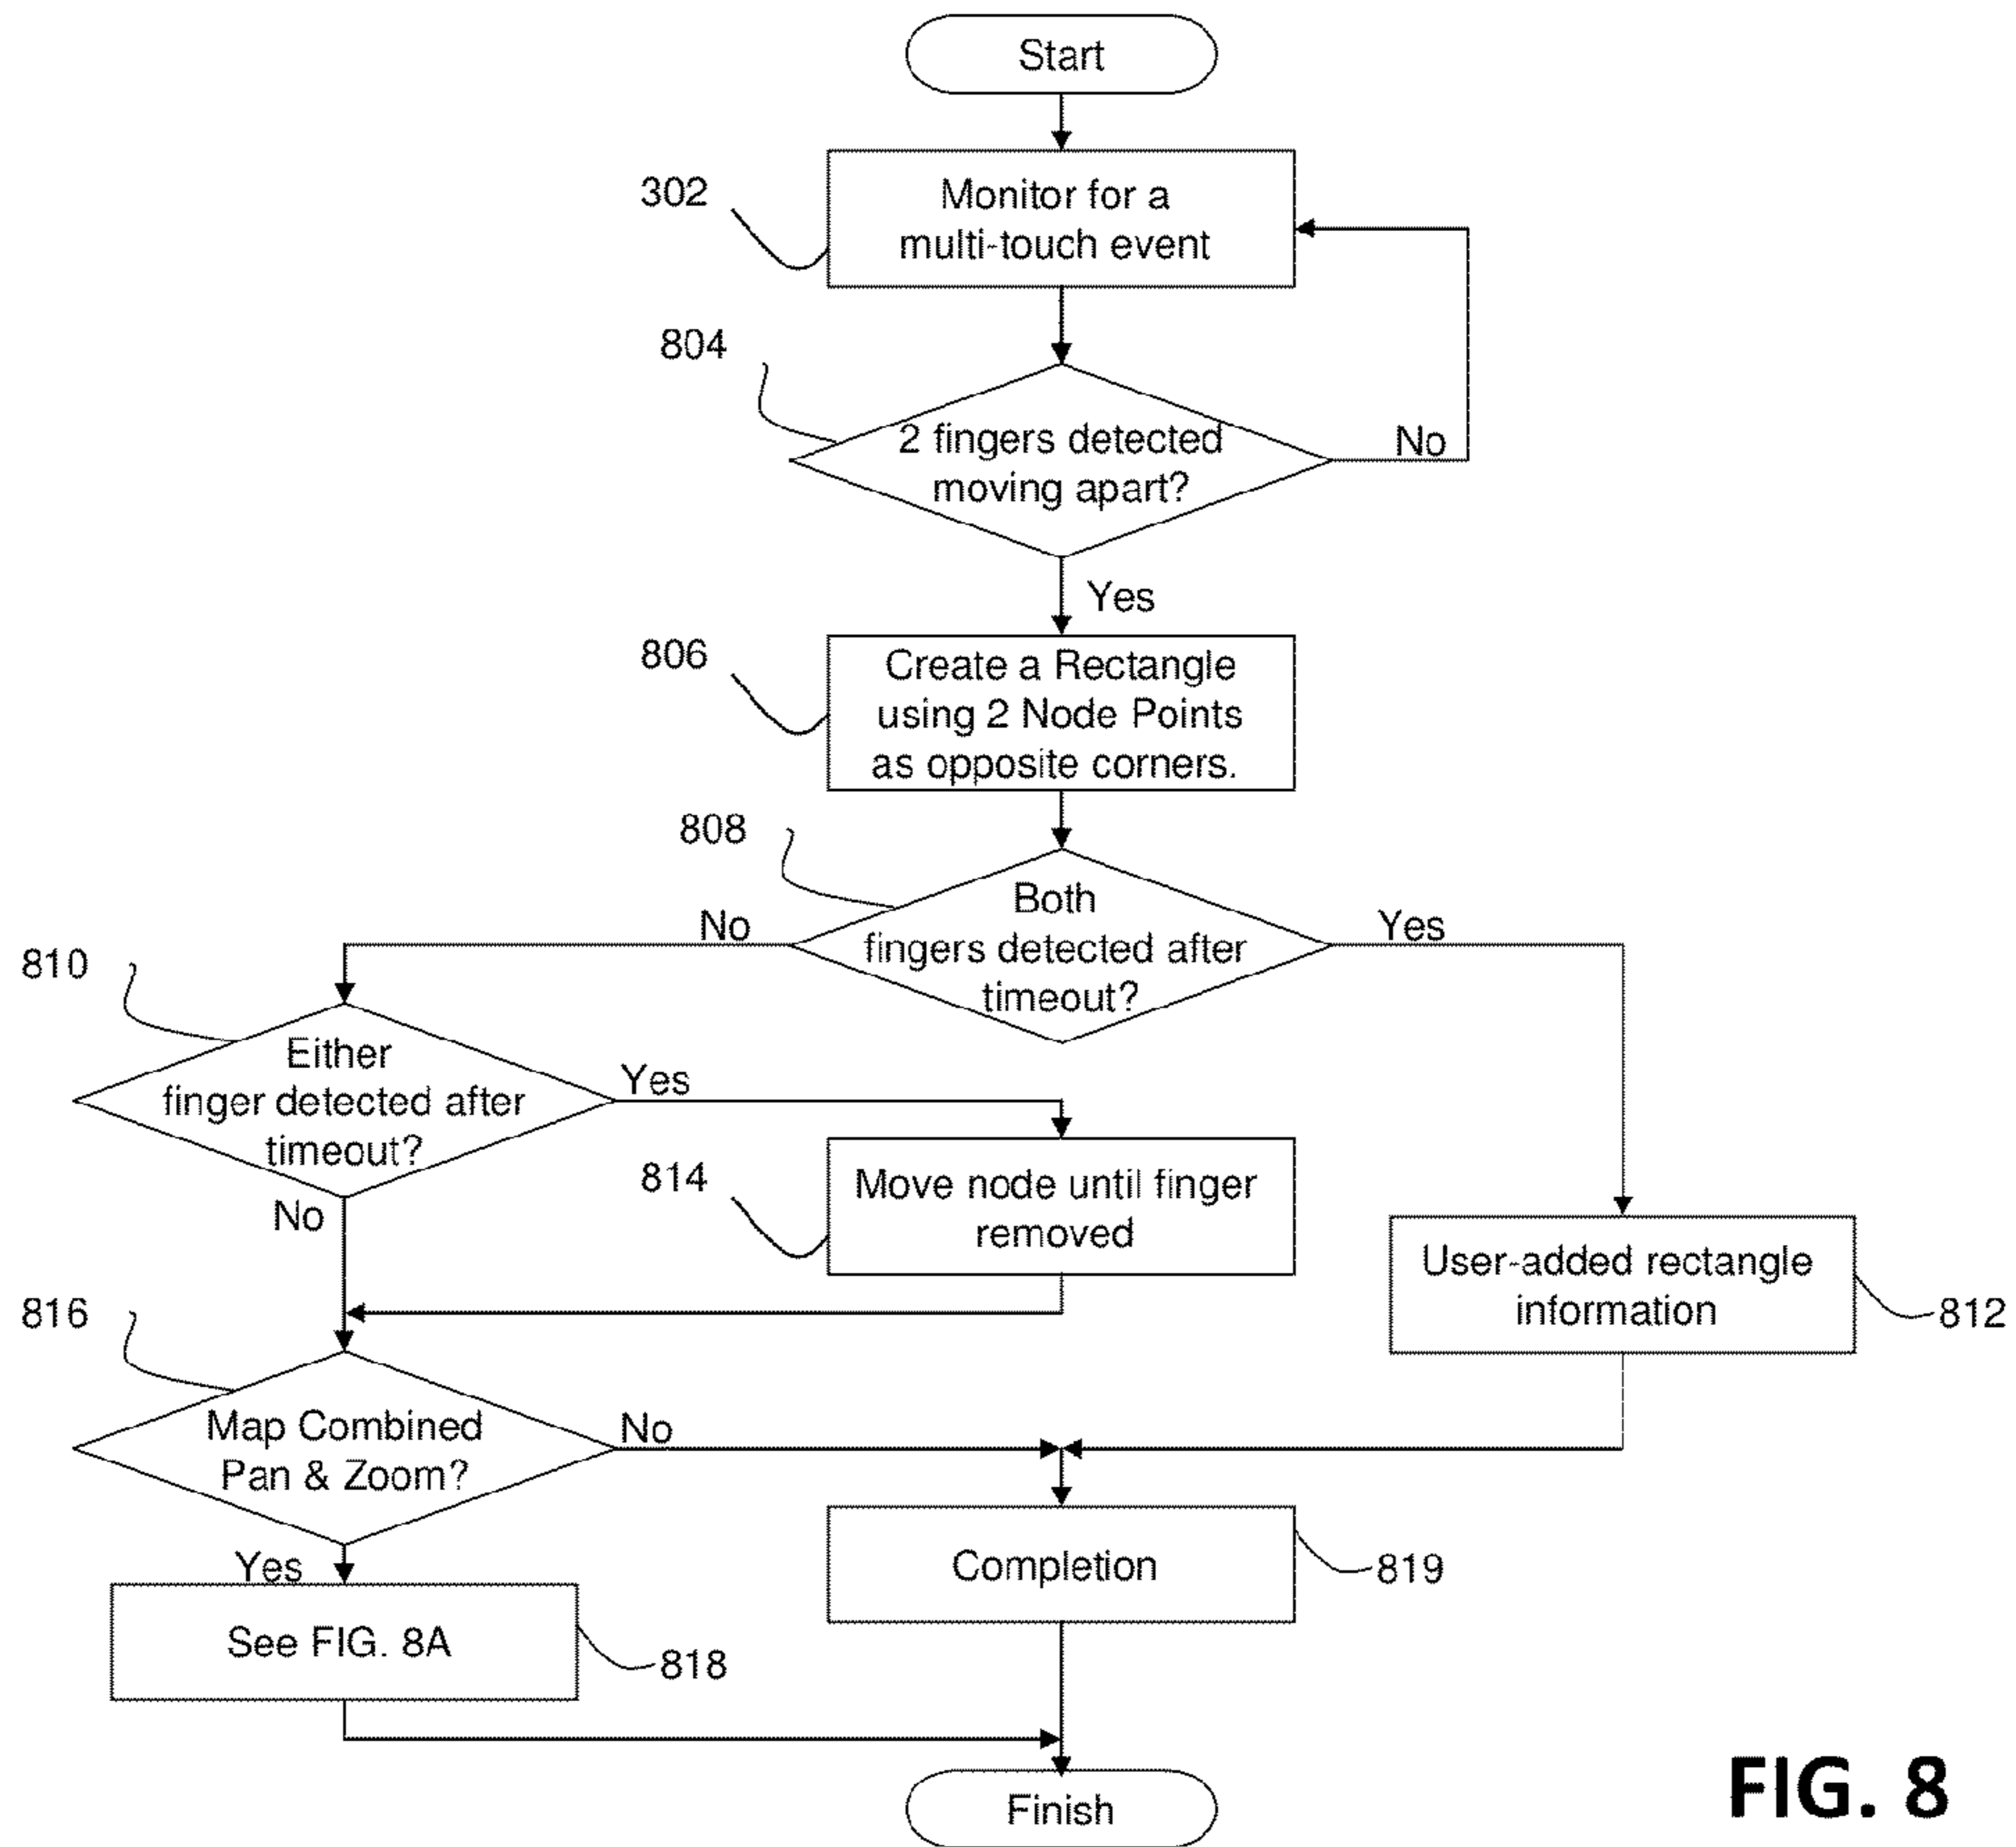 Start
302
Monitor for a
multi-touch event
804
2 fingers detected
moving apart?
No
Yes
806
Create a Rectangle
using 2 Node Points
as opposite corners.
808
Both
fingers detected after
timeout?
No
Yes
810
Either
finger detected after
timeout?
Yes
No
814
Move node until finger
removed
User-added rectangle
information
812
816
Map Combined
Pan & Zoom?
No
Yes
Completion
819
See FIG. 8A
818
Finish
FIG. 8